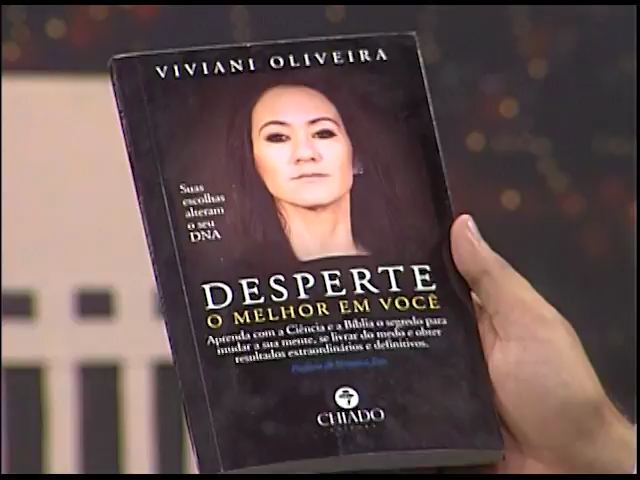 VIVIANI OLIVEIRA
Suas
escolhas
alteram
o seu
DNA
DESPERTE
O MELHOR EM VOCÊ
Aprenda com a Ciência e a Bíblia o segredo para
mudar a sua mente, se livrar do medo e obter
resultados extraordinários e definitivos.
CHIADO